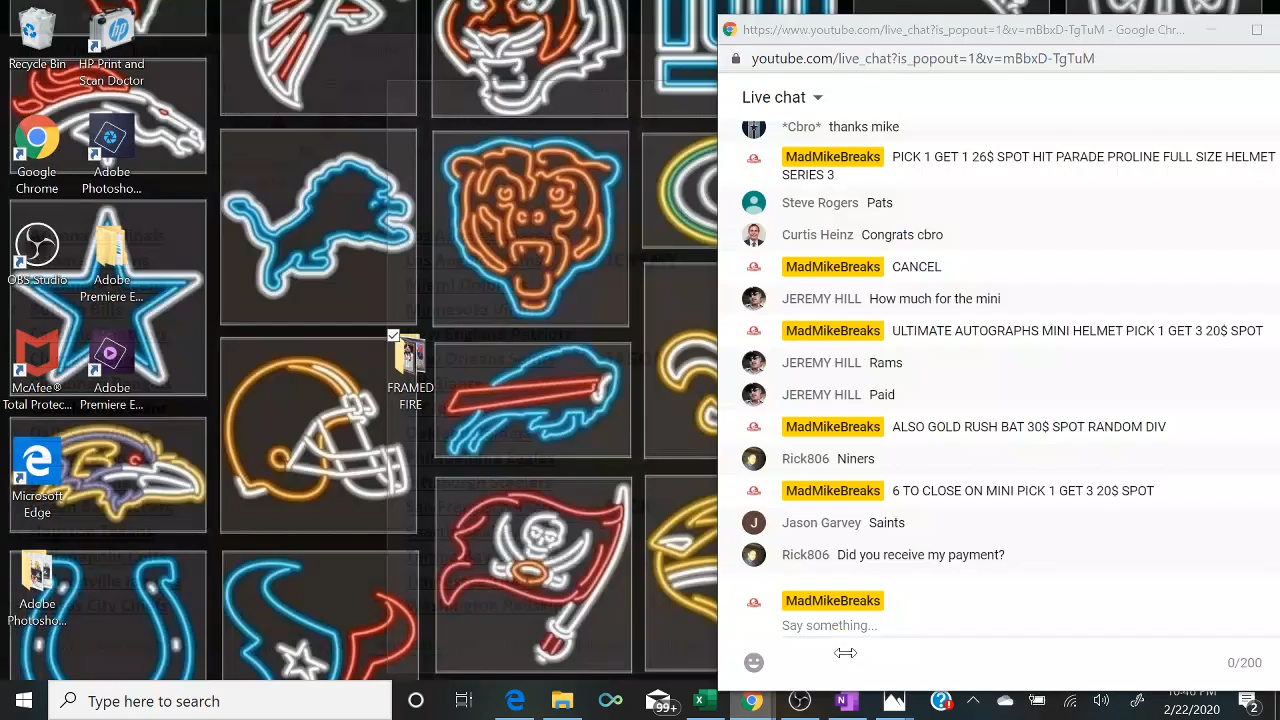 https://www.youtube.com/live_chat?is_popout=1&v=mBbxD-TgTuM - Google Chr...
youtube.com/live_chat?is_popout=1&v=mBbxD-TgTuM
Live chat
*Cbro* thanks mike
MadMikeBreaks PICK 1 GET 1 26$ SPOT HIT PARADE PROLINE FULL SIZE HELMET
SERIES 3
Steve Rogers Pats
Curtis Heinz Congrats cbro
MadMikeBreaks CANCEL
JEREMY HILL How much for the mini
MadMikeBreaks ULTIMATE AUTOGRAPHS MINI HELMET PICK 1 GET 3 20$ SPOT
JEREMY HILL Rams
JEREMY HILL Paid
MadMikeBreaks ALSO GOLD RUSH BAT 30$ SPOT RANDOM DIV
Rick806 Niners
MadMikeBreaks 6 TO CLOSE ON MINI PICK 1 GET 3 20$ SPOT
J Jason Garvey Saints
Rick806 Did you receive my payment?
MadMikeBreaks
Say something...
0/200
Recycle Bin
HP Print and
Scan Doctor
Google
Chrome
Adobe
Photosho...
OBS Studio
Adobe
Premiere E...
McAfee®
Total Protec...
Adobe
Premiere E...
Microsoft
Edge
Adobe
Photosho...
FRAMED
FIRE
New England Patriots
Type here to search
99+
10:46 PM
2/22/2020
2